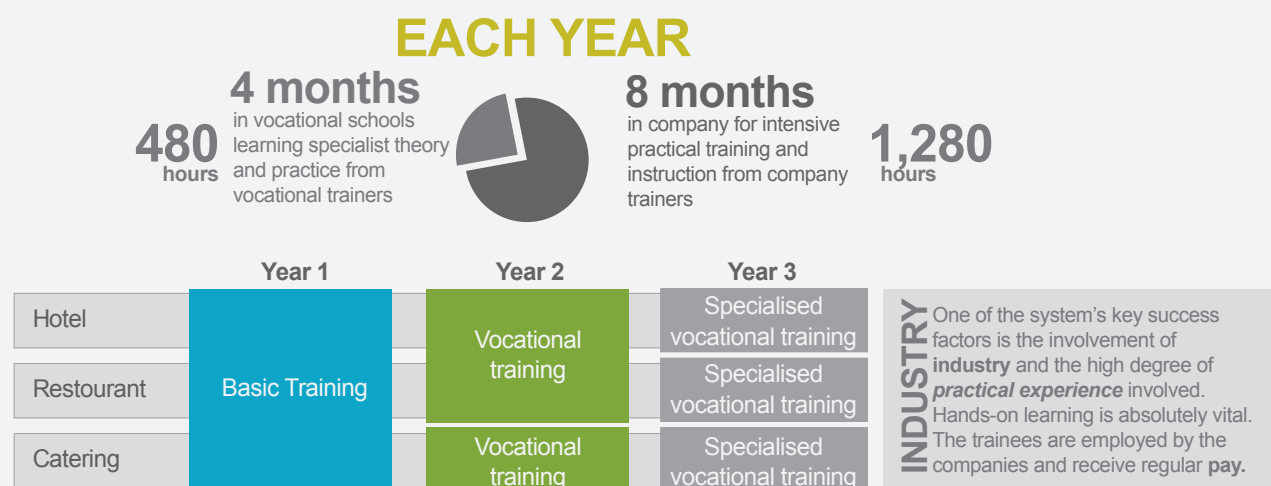 EACH YEAR
4 months
in vocational schools
learning specialist theory
and practice from
vocational trainers
480
hours
8 months
in company for intensive
practical training and
instruction from company
trainers
1,280
hours
Year 1
Year 2
Year 3
Hotel
Restourant
Catering
Basic Training
Vocational
training
Vocational
training
Specialised
vocational training
Specialised
vocational training
Specialised
vocational training
INDUSTRY
One of the system's key success
factors is the involvement of
industry and the high degree of
practical experience involved.
Hands-on learning is absolutely vital.
The trainees are employed by the
companies and receive regular pay.